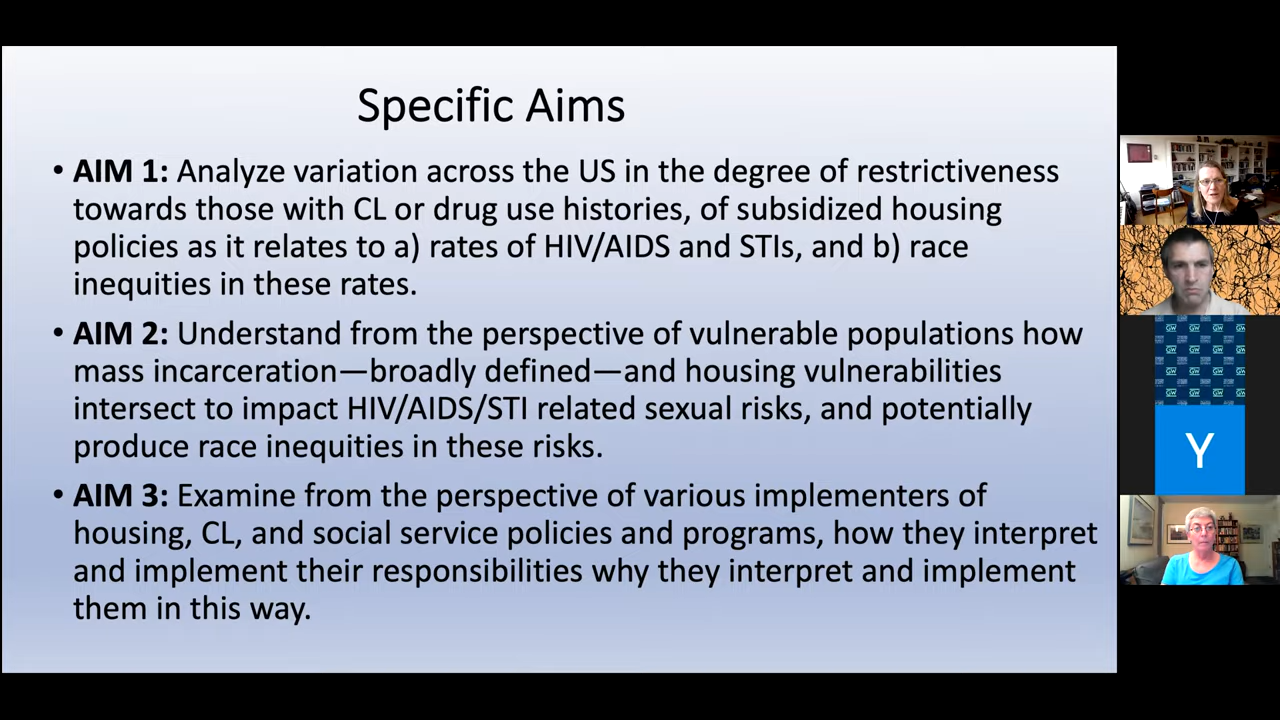 Specific Aims
• AIM 1: Analyze variation across the US in the degree of restrictiveness
towards those with CL or drug use histories, of subsidized housing
policies as it relates to a) rates of HIV/AIDS and STIs, and b) race
inequities in these rates.
• AIM 2: Understand from the perspective of vulnerable populations how
mass incarceration—broadly defined—and housing vulnerabilities
intersect to impact HIV/AIDS/STI related sexual risks, and potentially
produce race inequities in these risks.
• AIM 3: Examine from the perspective of various implementers of
housing, CL, and social service policies and programs, how they interpret
and implement their responsibilities why they interpret and implement
them in this way.
GW
Y